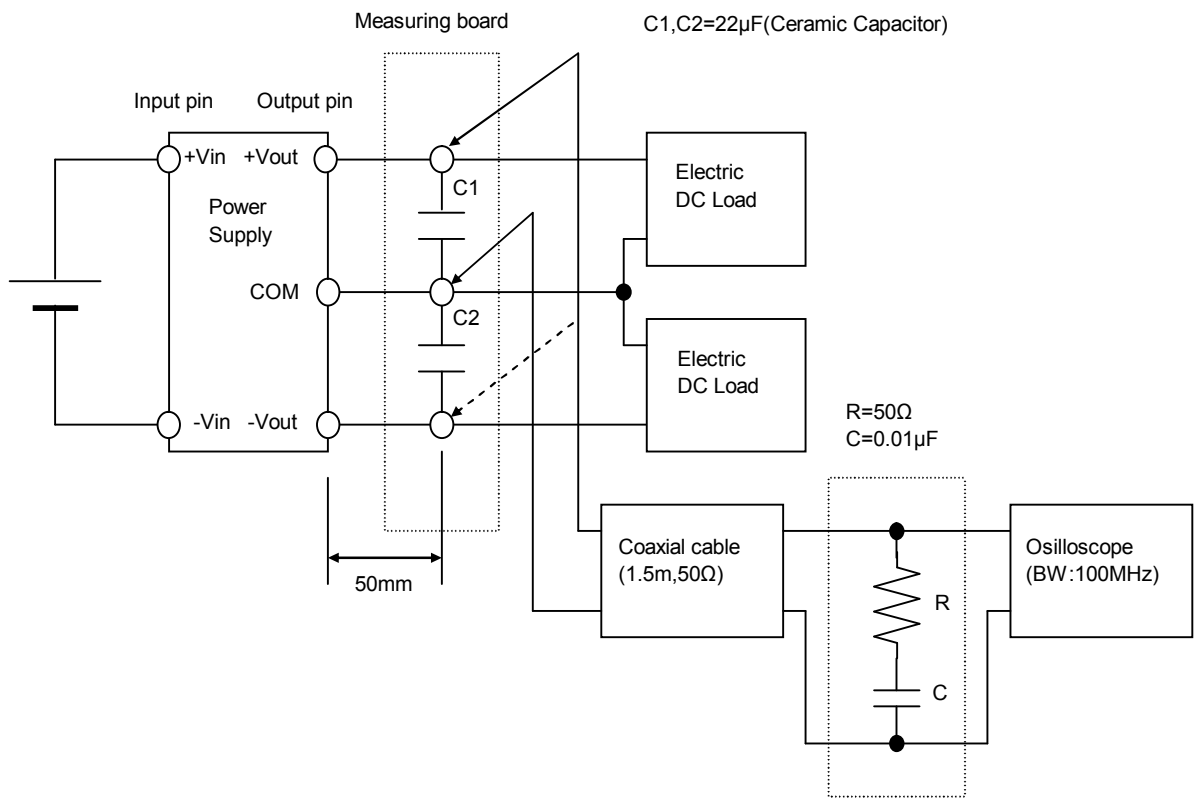 Measuring board
C1,C2=22µF(Ceramic Capacitor)
Input pin
Output pin
+Vin
+Vout
C1
Electric
DC Load
Power
Supply
COM
C2
Electric
DC Load
-Vin
-Vout
R=50Ω
C=0.01µF
Coaxial cable
(1.5m,50Ω)
Osilloscope
(BW:100MHz)
50mm
R
C